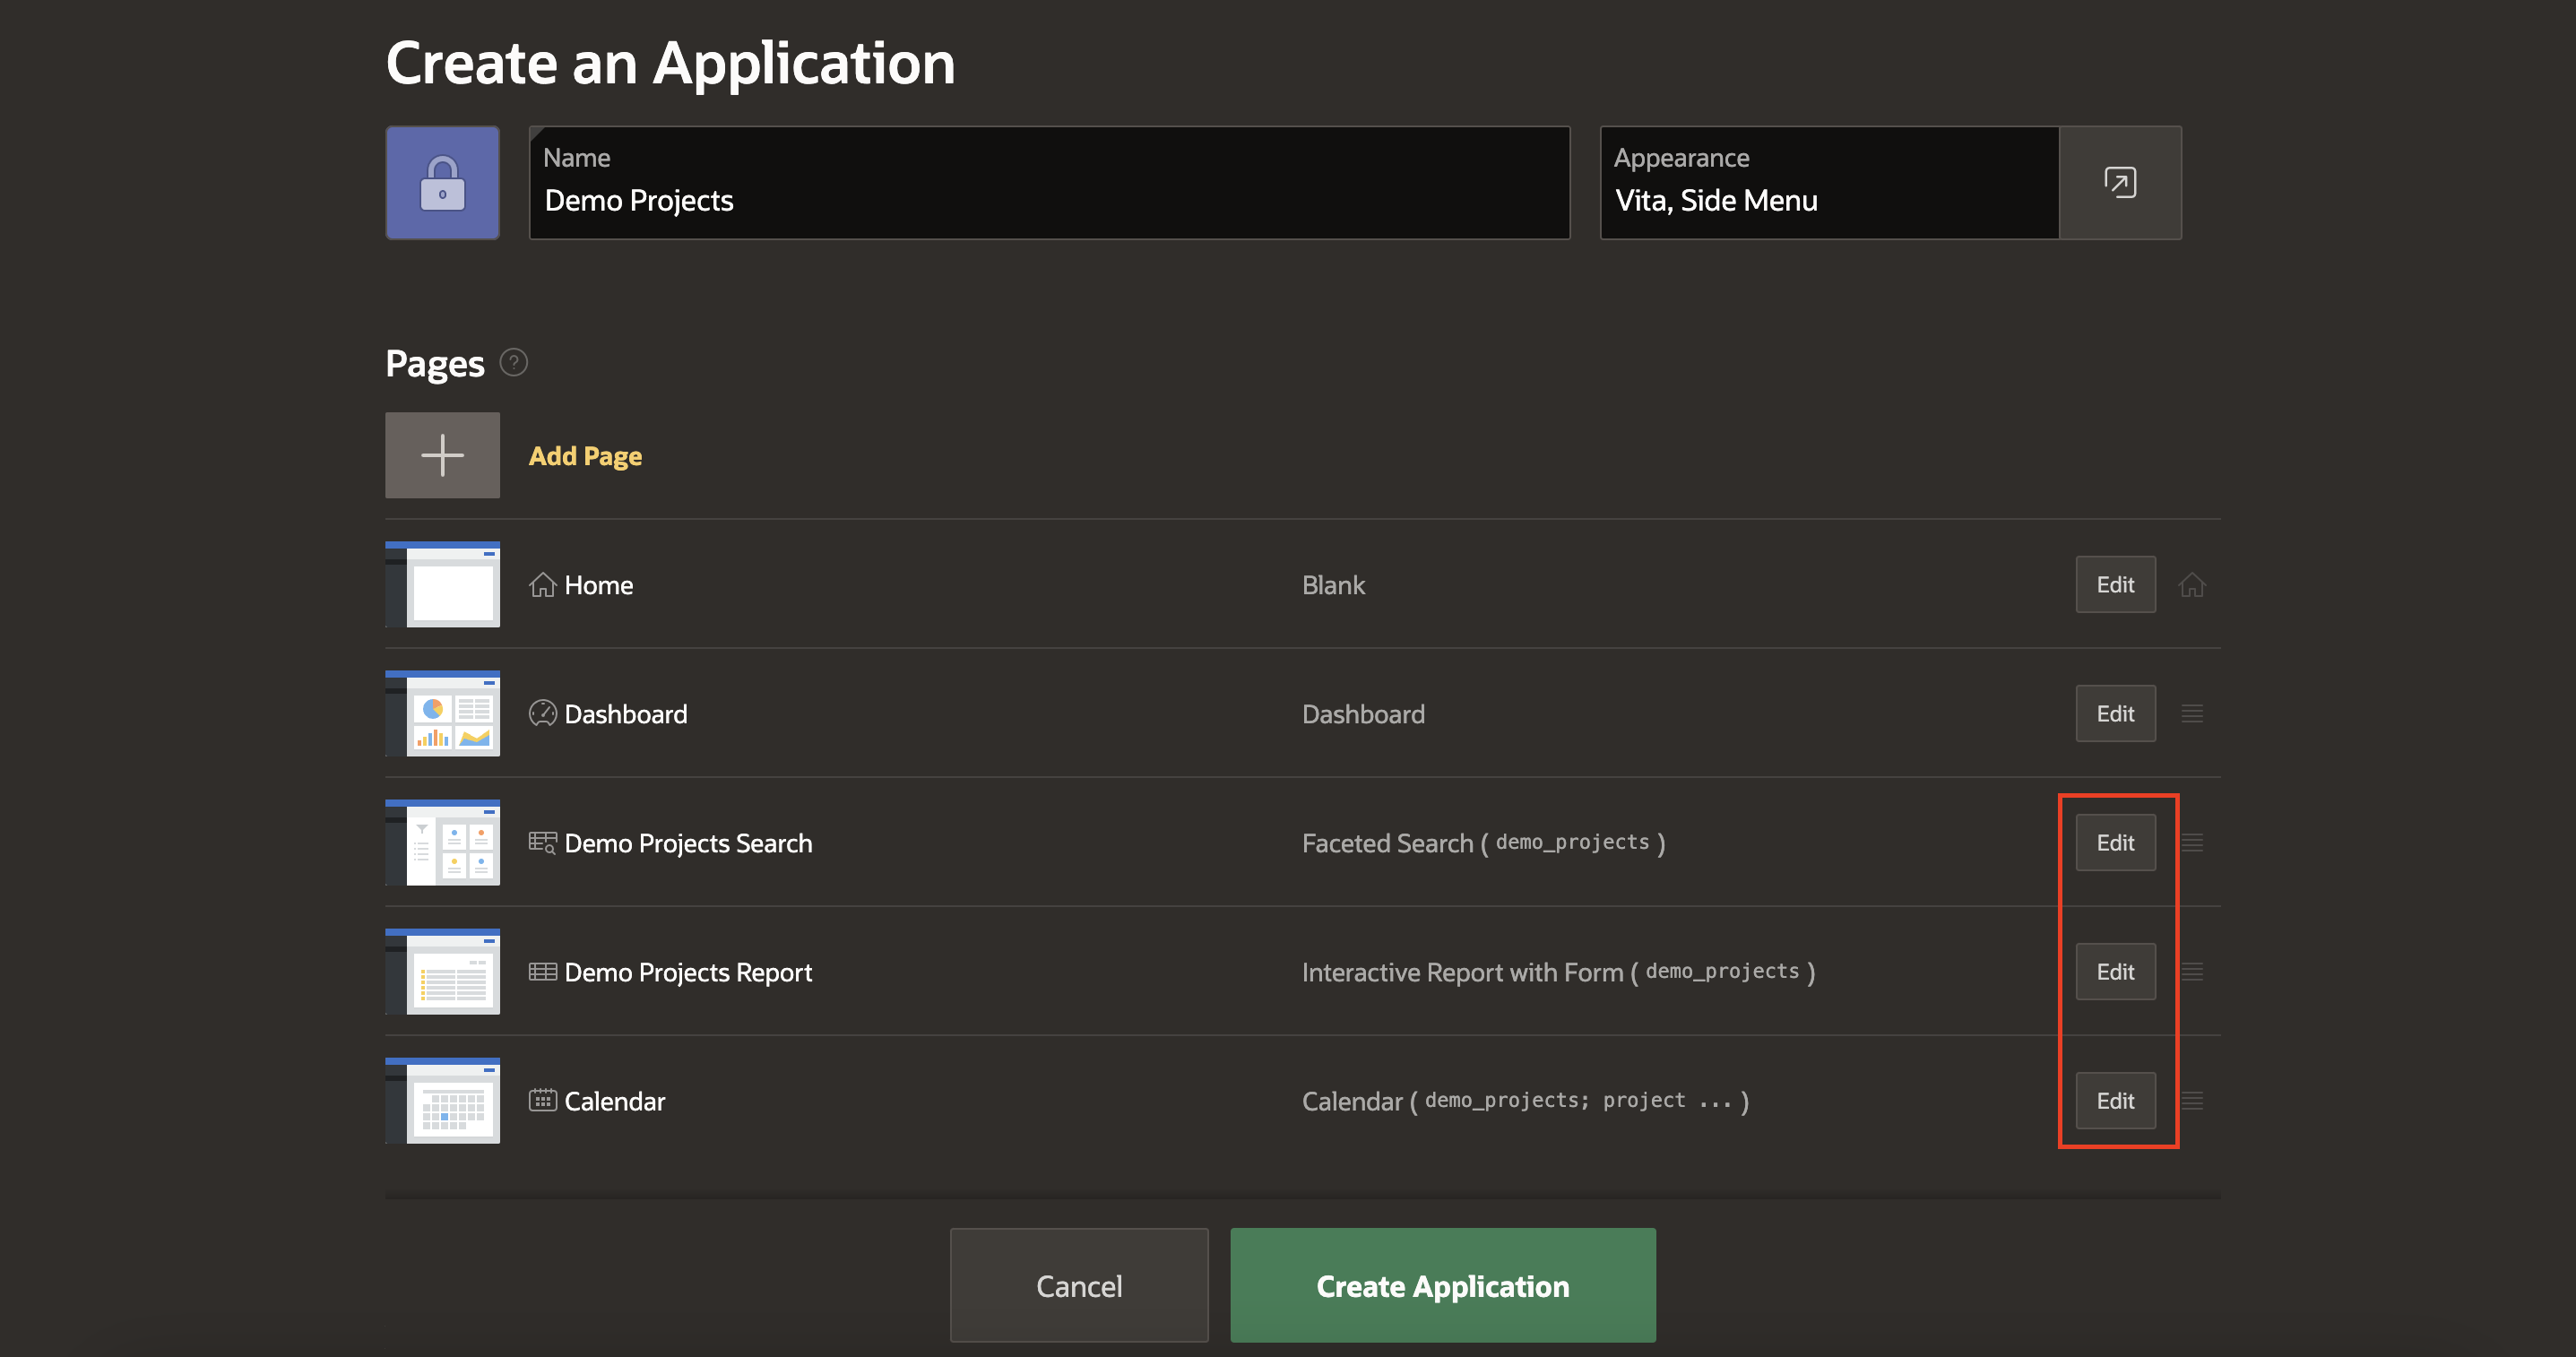 Create an Application
Name
Demo Projects
Appearance
Vita, Side Menu
Pages ?
Add Page
Home Blank Edit
Dashboard Dashboard Edit
Demo Projects Search Faceted Search ( demo_projects ) Edit
Demo Projects Report Interactive Report with Form ( demo_projects ) Edit
Calendar Calendar ( demo_projects; project ... ) Edit
Cancel Create Application